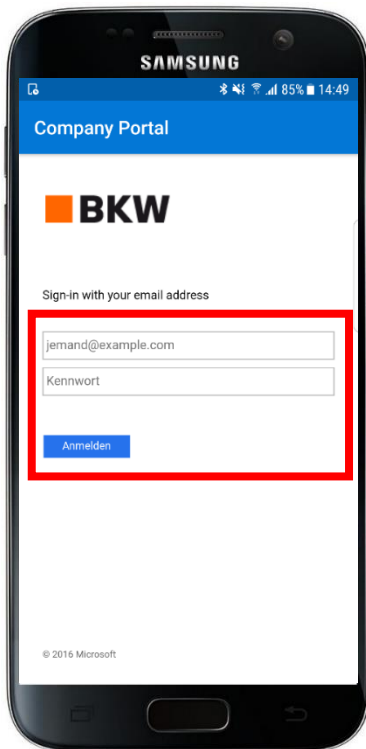 SAMSUNG
85% 14:49
Company Portal
BKW
Sign-in with your email address
jemand@example.com
Kennwort
Anmelden
© 2016 Microsoft